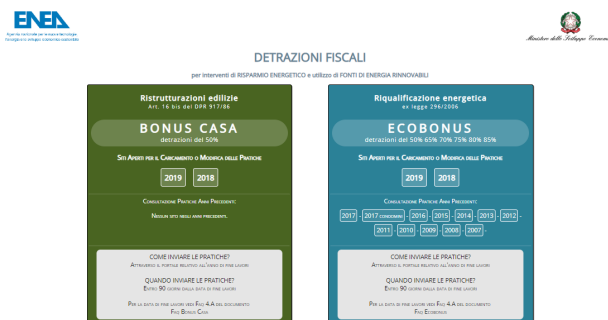 ENEA
Ministero dello Sviluppo Econom
DETRAZIONI FISCALI
per interventi di RISPARMIO ENERGETICO e utilizzo di FONTI DI ENERGIA RINNOVABILI
Ristrutturazioni edilizie
Art. 16 bis del DPR 917/86
BONUS CASA
detrazioni del 50%
Siti Aperti per il Caricamento o Modifica delle Pratiche
2019 2018
Consultazione Pratiche Anni Precedenti:
Nessun sito negli anni precedenti.
COME INVIARE LE PRATICHE?
Attraverso il portale relativo all'anno di fine lavori
QUANDO INVIARE LE PRATICHE?
Entro 90 giorni dalla data di fine lavori
Per la data di fine lavori vedi Faq 4.A del documento
Faq Bonus Casa
Riqualificazione energetica
ex legge 296/2006
ECOBONUS
detrazioni del 50% 65% 70% 75% 80% 85%
Siti Aperti per il Caricamento o Modifica delle Pratiche
2019 2018
Consultazione Pratiche Anni Precedenti:
2017 - 2017 condomini - 2016 - 2015 - 2014 - 2013 - 2012 -
2011 - 2010 - 2009 - 2008 - 2007 -
COME INVIARE LE PRATICHE?
Attraverso il portale relativo all'anno di fine lavori
QUANDO INVIARE LE PRATICHE?
Entro 90 giorni dalla data di fine lavori
Per la data di fine lavori vedi Faq 4.A del documento
Faq Ecobonus